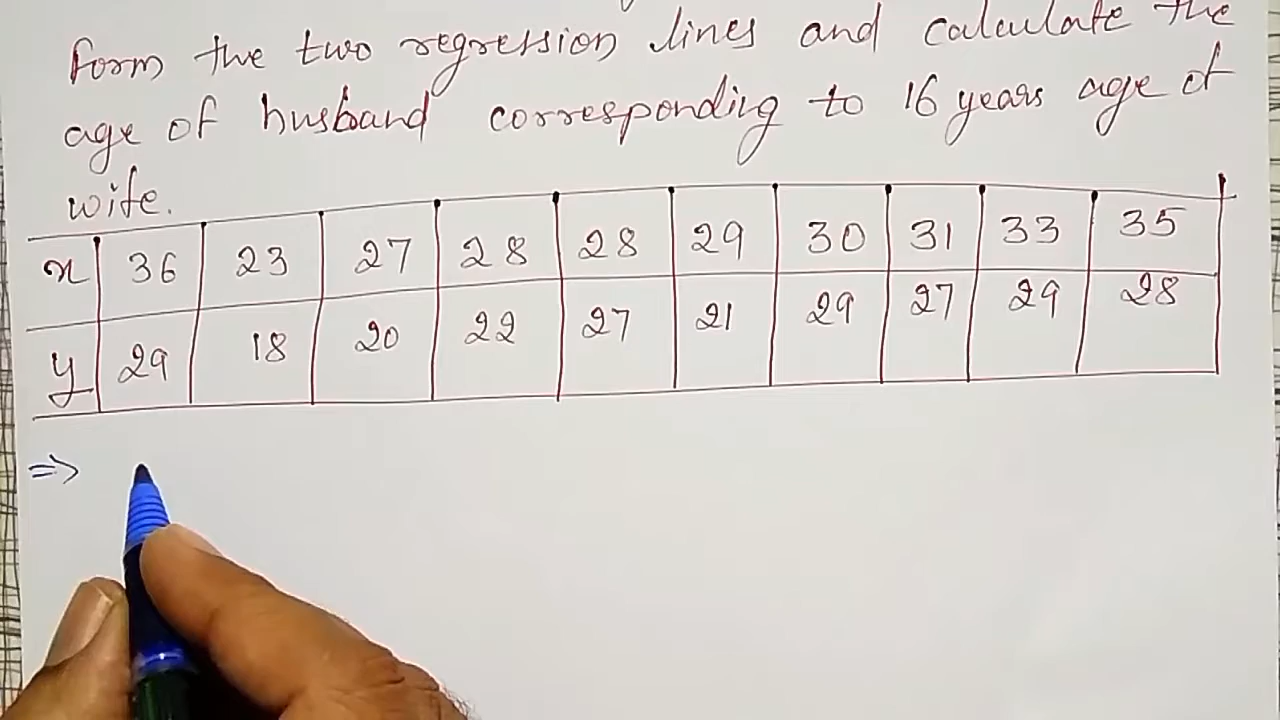 form the two regression lines and calculate the
age of husband corresponding to 16 years age of
wife.
x 36 23 27 28 28 29 30 31 33 35
y 29 18 20 22 27 21 29 27 29 28
⇒